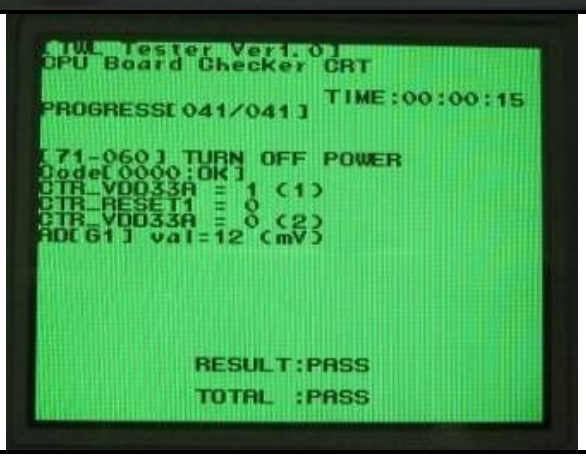 [TWL Tester Ver1.0]
CPU Board Checker CRT
TIME:00:00:15
PROGRESS[041/041]
[71-060] TURN OFF POWER
Code[0000:OK]
CTR_VDD33A = 1 (1)
CTR_RESET1 = 0
CTR_VDD33A = 0 (2)
AD[G1] val=12 (mV)
RESULT:PASS
TOTAL :PASS